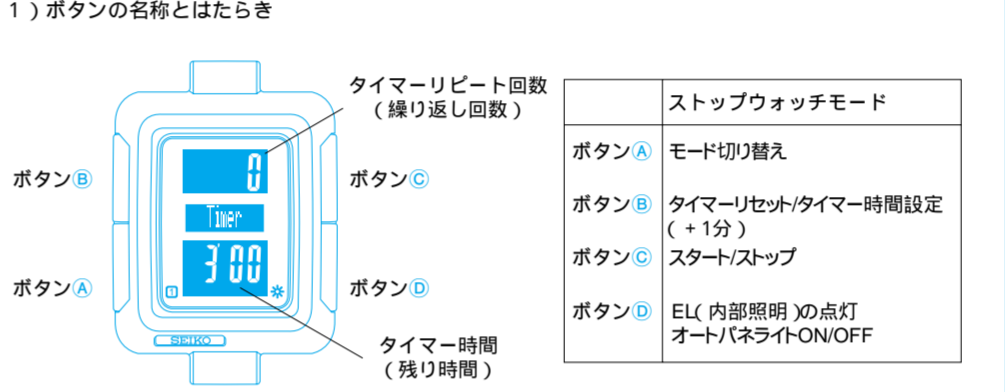 1）ボタンの名称とはたらき
タイマーリピート回数
（繰り返し回数）
0
Timer
3'00
1
SEIKO
ボタンⒷ
ボタンⒸ
ボタンⒶ
ボタンⒹ
タイマー時間
（残り時間）
ストップウォッチモード
ボタンⒶ モード切り替え
ボタンⒷ タイマーリセット/タイマー時間設定
（+1分）
ボタンⒸ スタート/ストップ
ボタンⒹ EL（内部照明）の点灯
オートパネライトON/OFF